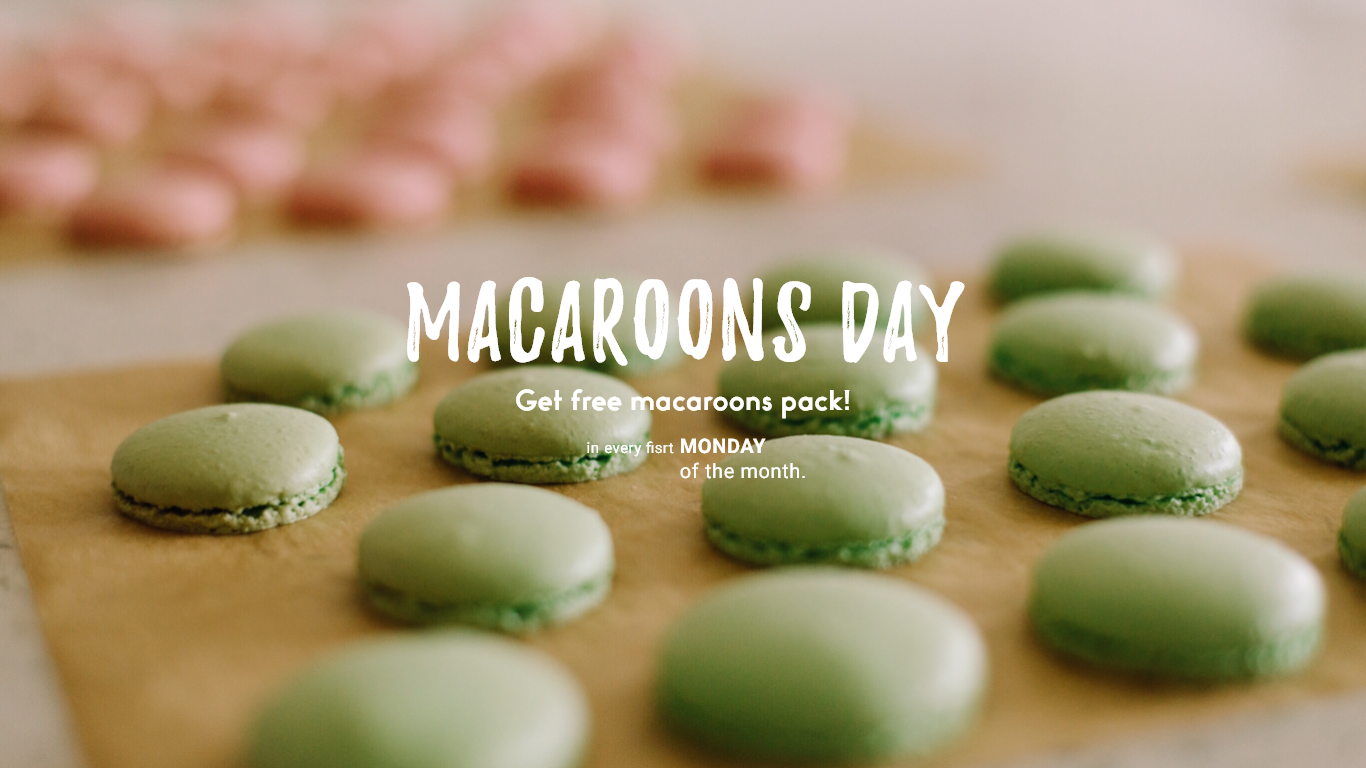 MACAROONS DAY
Get free macaroons pack!
in every fisrt MONDAY
of the month.